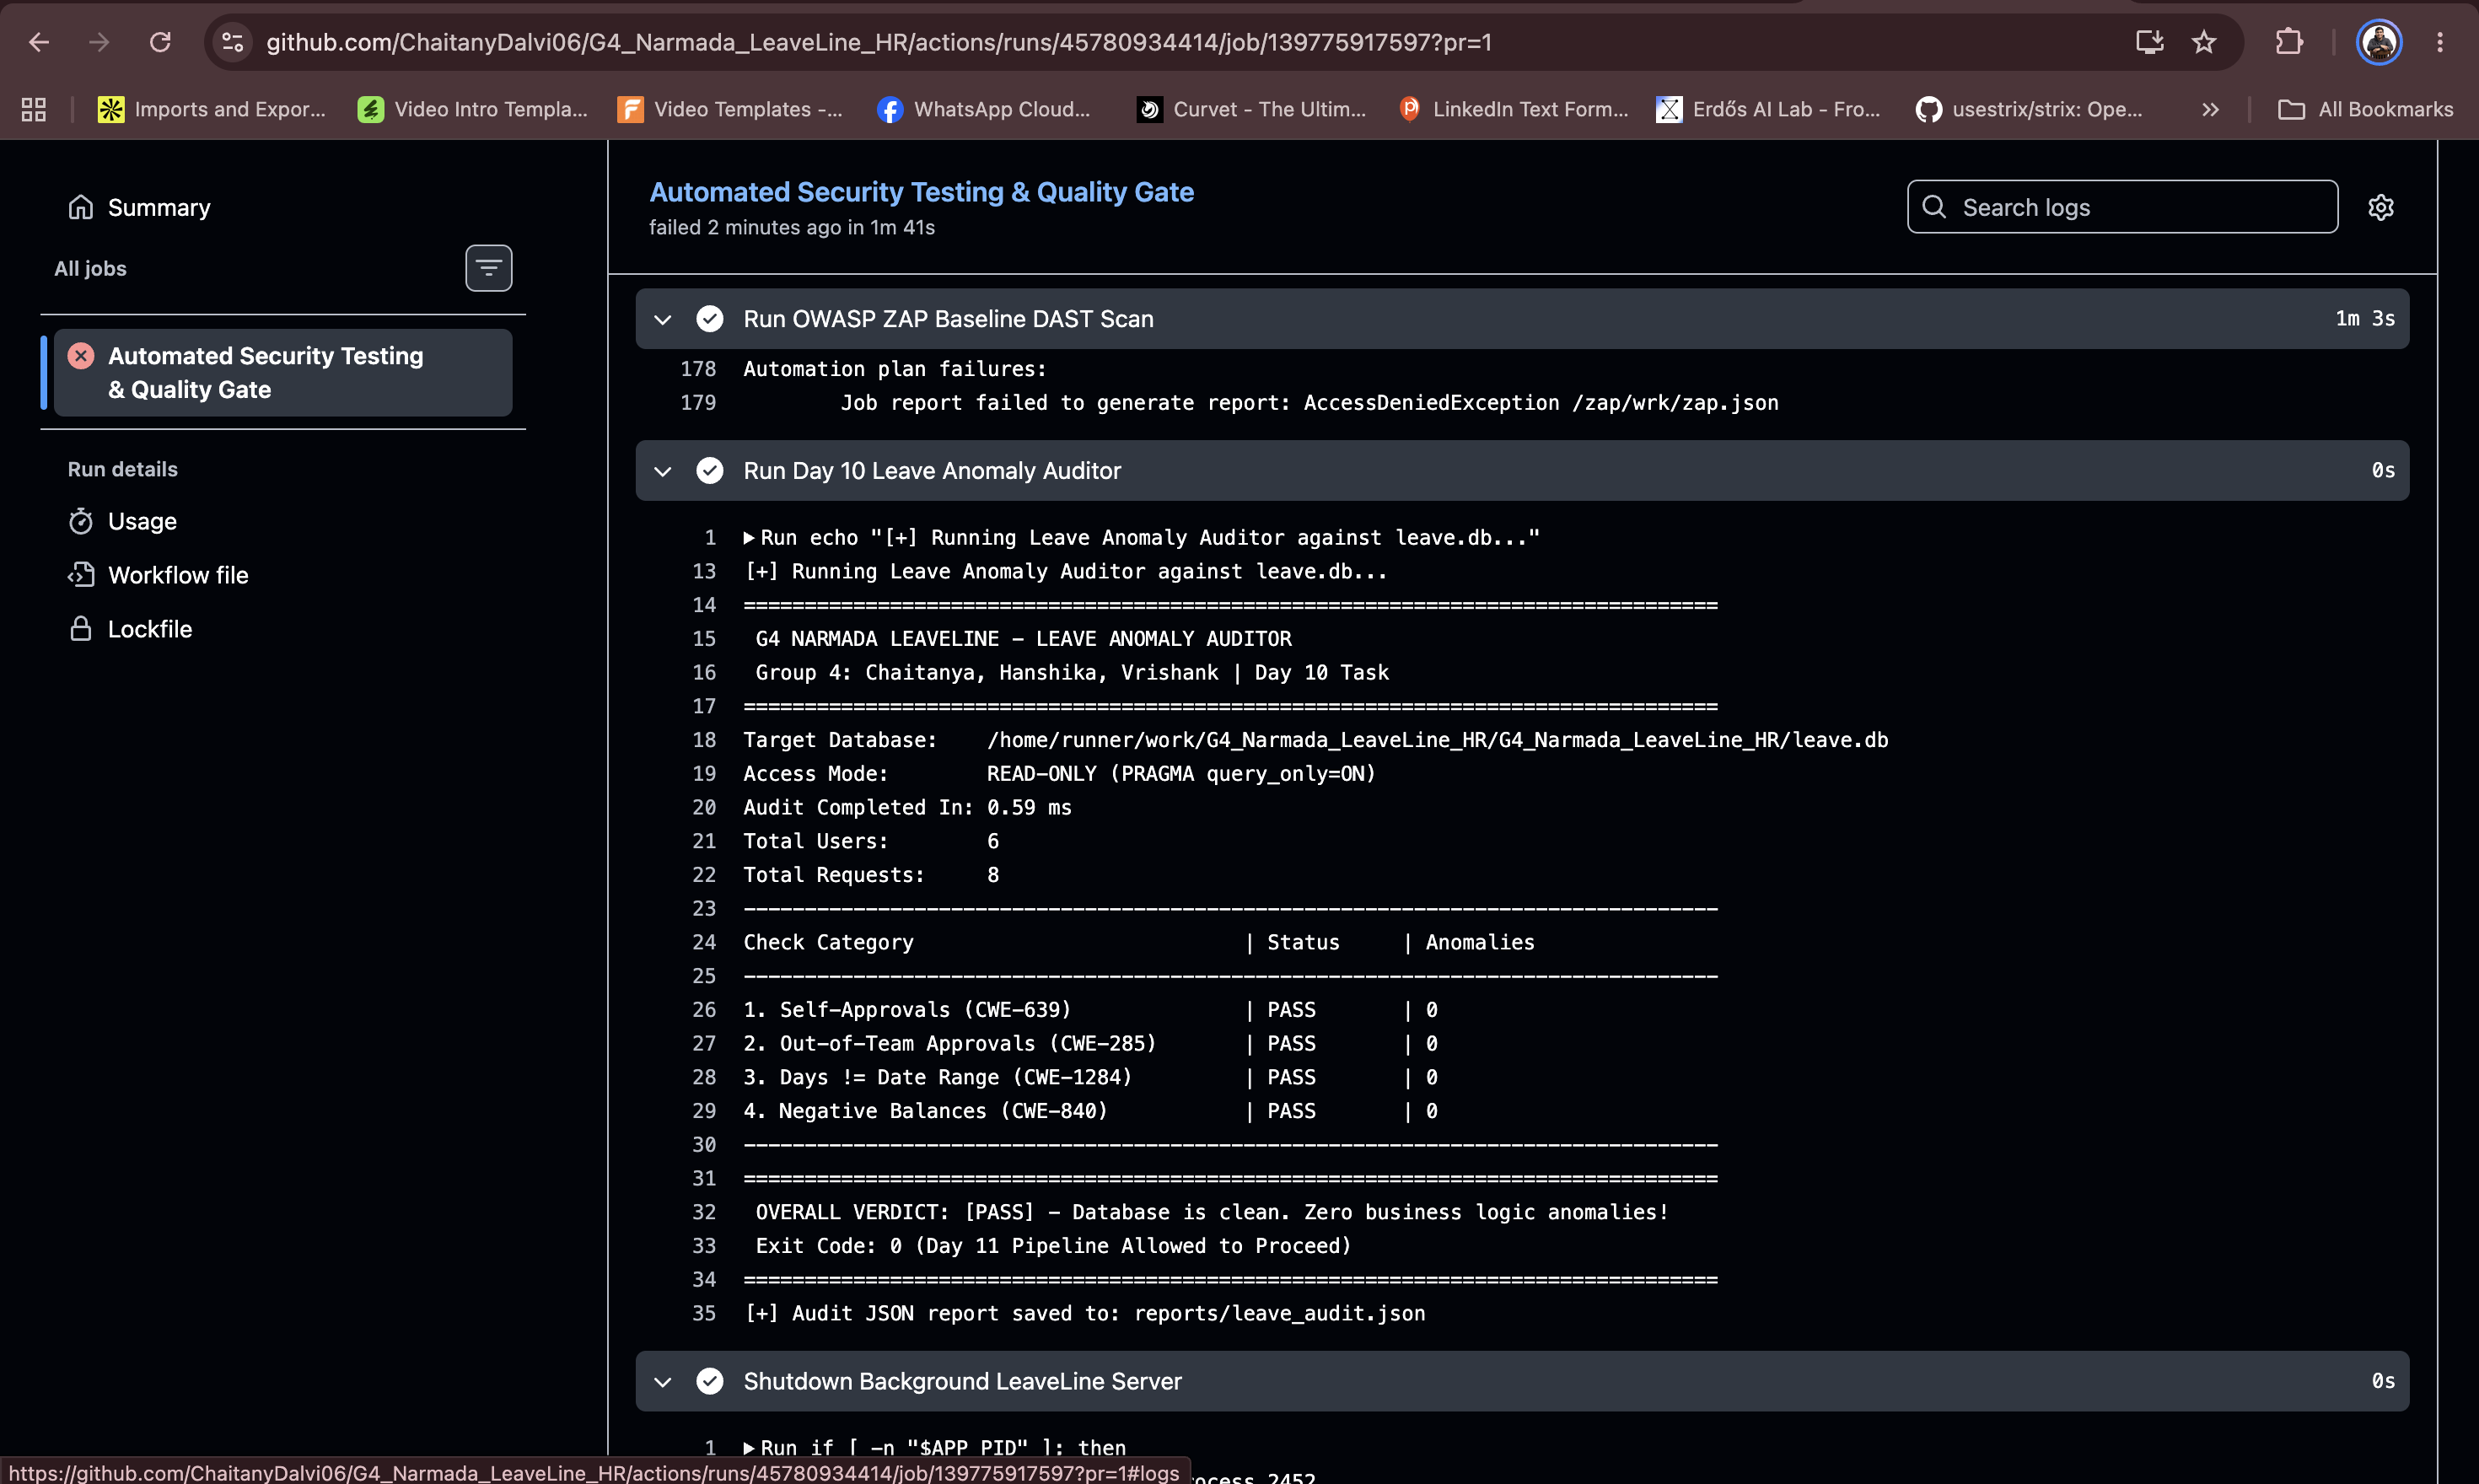 github.com/ChaitanyDalvi06/G4_Narmada_LeaveLine_HR/actions/runs/45780934414/job/139775917597?pr=1
Imports and Expor...
Video Intro Templa...
Video Templates -...
WhatsApp Cloud...
Curvet - The Ultim...
LinkedIn Text Form...
Erdős AI Lab - Fro...
usestrix/strix: Ope...
All Bookmarks
Summary
All jobs
Automated Security Testing
& Quality Gate
Run details
Usage
Workflow file
Lockfile
Automated Security Testing & Quality Gate
failed 2 minutes ago in 1m 41s
Search logs
Run OWASP ZAP Baseline DAST Scan 1m 3s
178 Automation plan failures:
179 Job report failed to generate report: AccessDeniedException /zap/wrk/zap.json
Run Day 10 Leave Anomaly Auditor 0s
1 Run echo "[+] Running Leave Anomaly Auditor against leave.db..."
13 [+] Running Leave Anomaly Auditor against leave.db...
14 ================================================================================
15 G4 NARMADA LEAVELINE - LEAVE ANOMALY AUDITOR
16 Group 4: Chaitanya, Hanshika, Vrishank | Day 10 Task
17 ================================================================================
18 Target Database: /home/runner/work/G4_Narmada_LeaveLine_HR/G4_Narmada_LeaveLine_HR/leave.db
19 Access Mode: READ-ONLY (PRAGMA query_only=ON)
20 Audit Completed In: 0.59 ms
21 Total Users: 6
22 Total Requests: 8
23 --------------------------------------------------------------------------------
24 Check Category | Status | Anomalies
25 --------------------------------------------------------------------------------
26 1. Self-Approvals (CWE-639) | PASS | 0
27 2. Out-of-Team Approvals (CWE-285) | PASS | 0
28 3. Days != Date Range (CWE-1284) | PASS | 0
29 4. Negative Balances (CWE-840) | PASS | 0
30 --------------------------------------------------------------------------------
31 ================================================================================
32 OVERALL VERDICT: [PASS] - Database is clean. Zero business logic anomalies!
33 Exit Code: 0 (Day 11 Pipeline Allowed to Proceed)
34 ================================================================================
35 [+] Audit JSON report saved to: reports/leave_audit.json
Shutdown Background LeaveLine Server 0s
1 Run if [ -n "$APP_PID" ]; then
https://github.com/ChaitanyDalvi06/G4_Narmada_LeaveLine_HR/actions/runs/45780934414/job/139775917597?pr=1#logs
ocess 2452